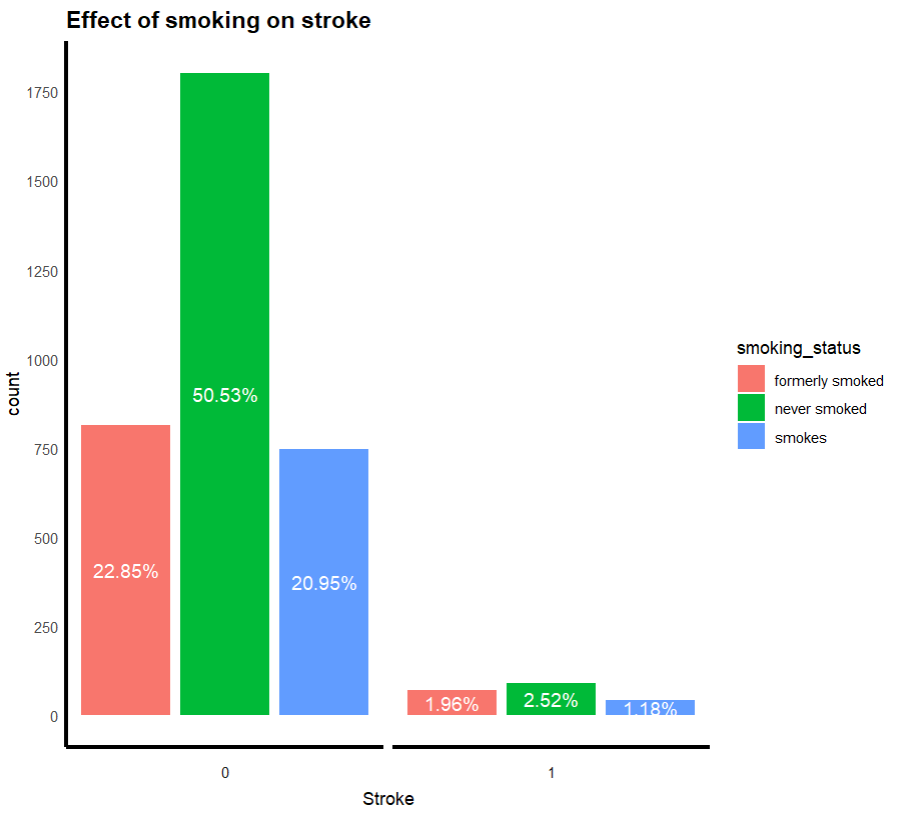 Effect of smoking on stroke
count
1750
1500
1250
1000
750
500
250
0
50.53%
22.85%
20.95%
1.96%
2.52%
1.18%
0
1
Stroke
smoking_status
formerly smoked
never smoked
smokes